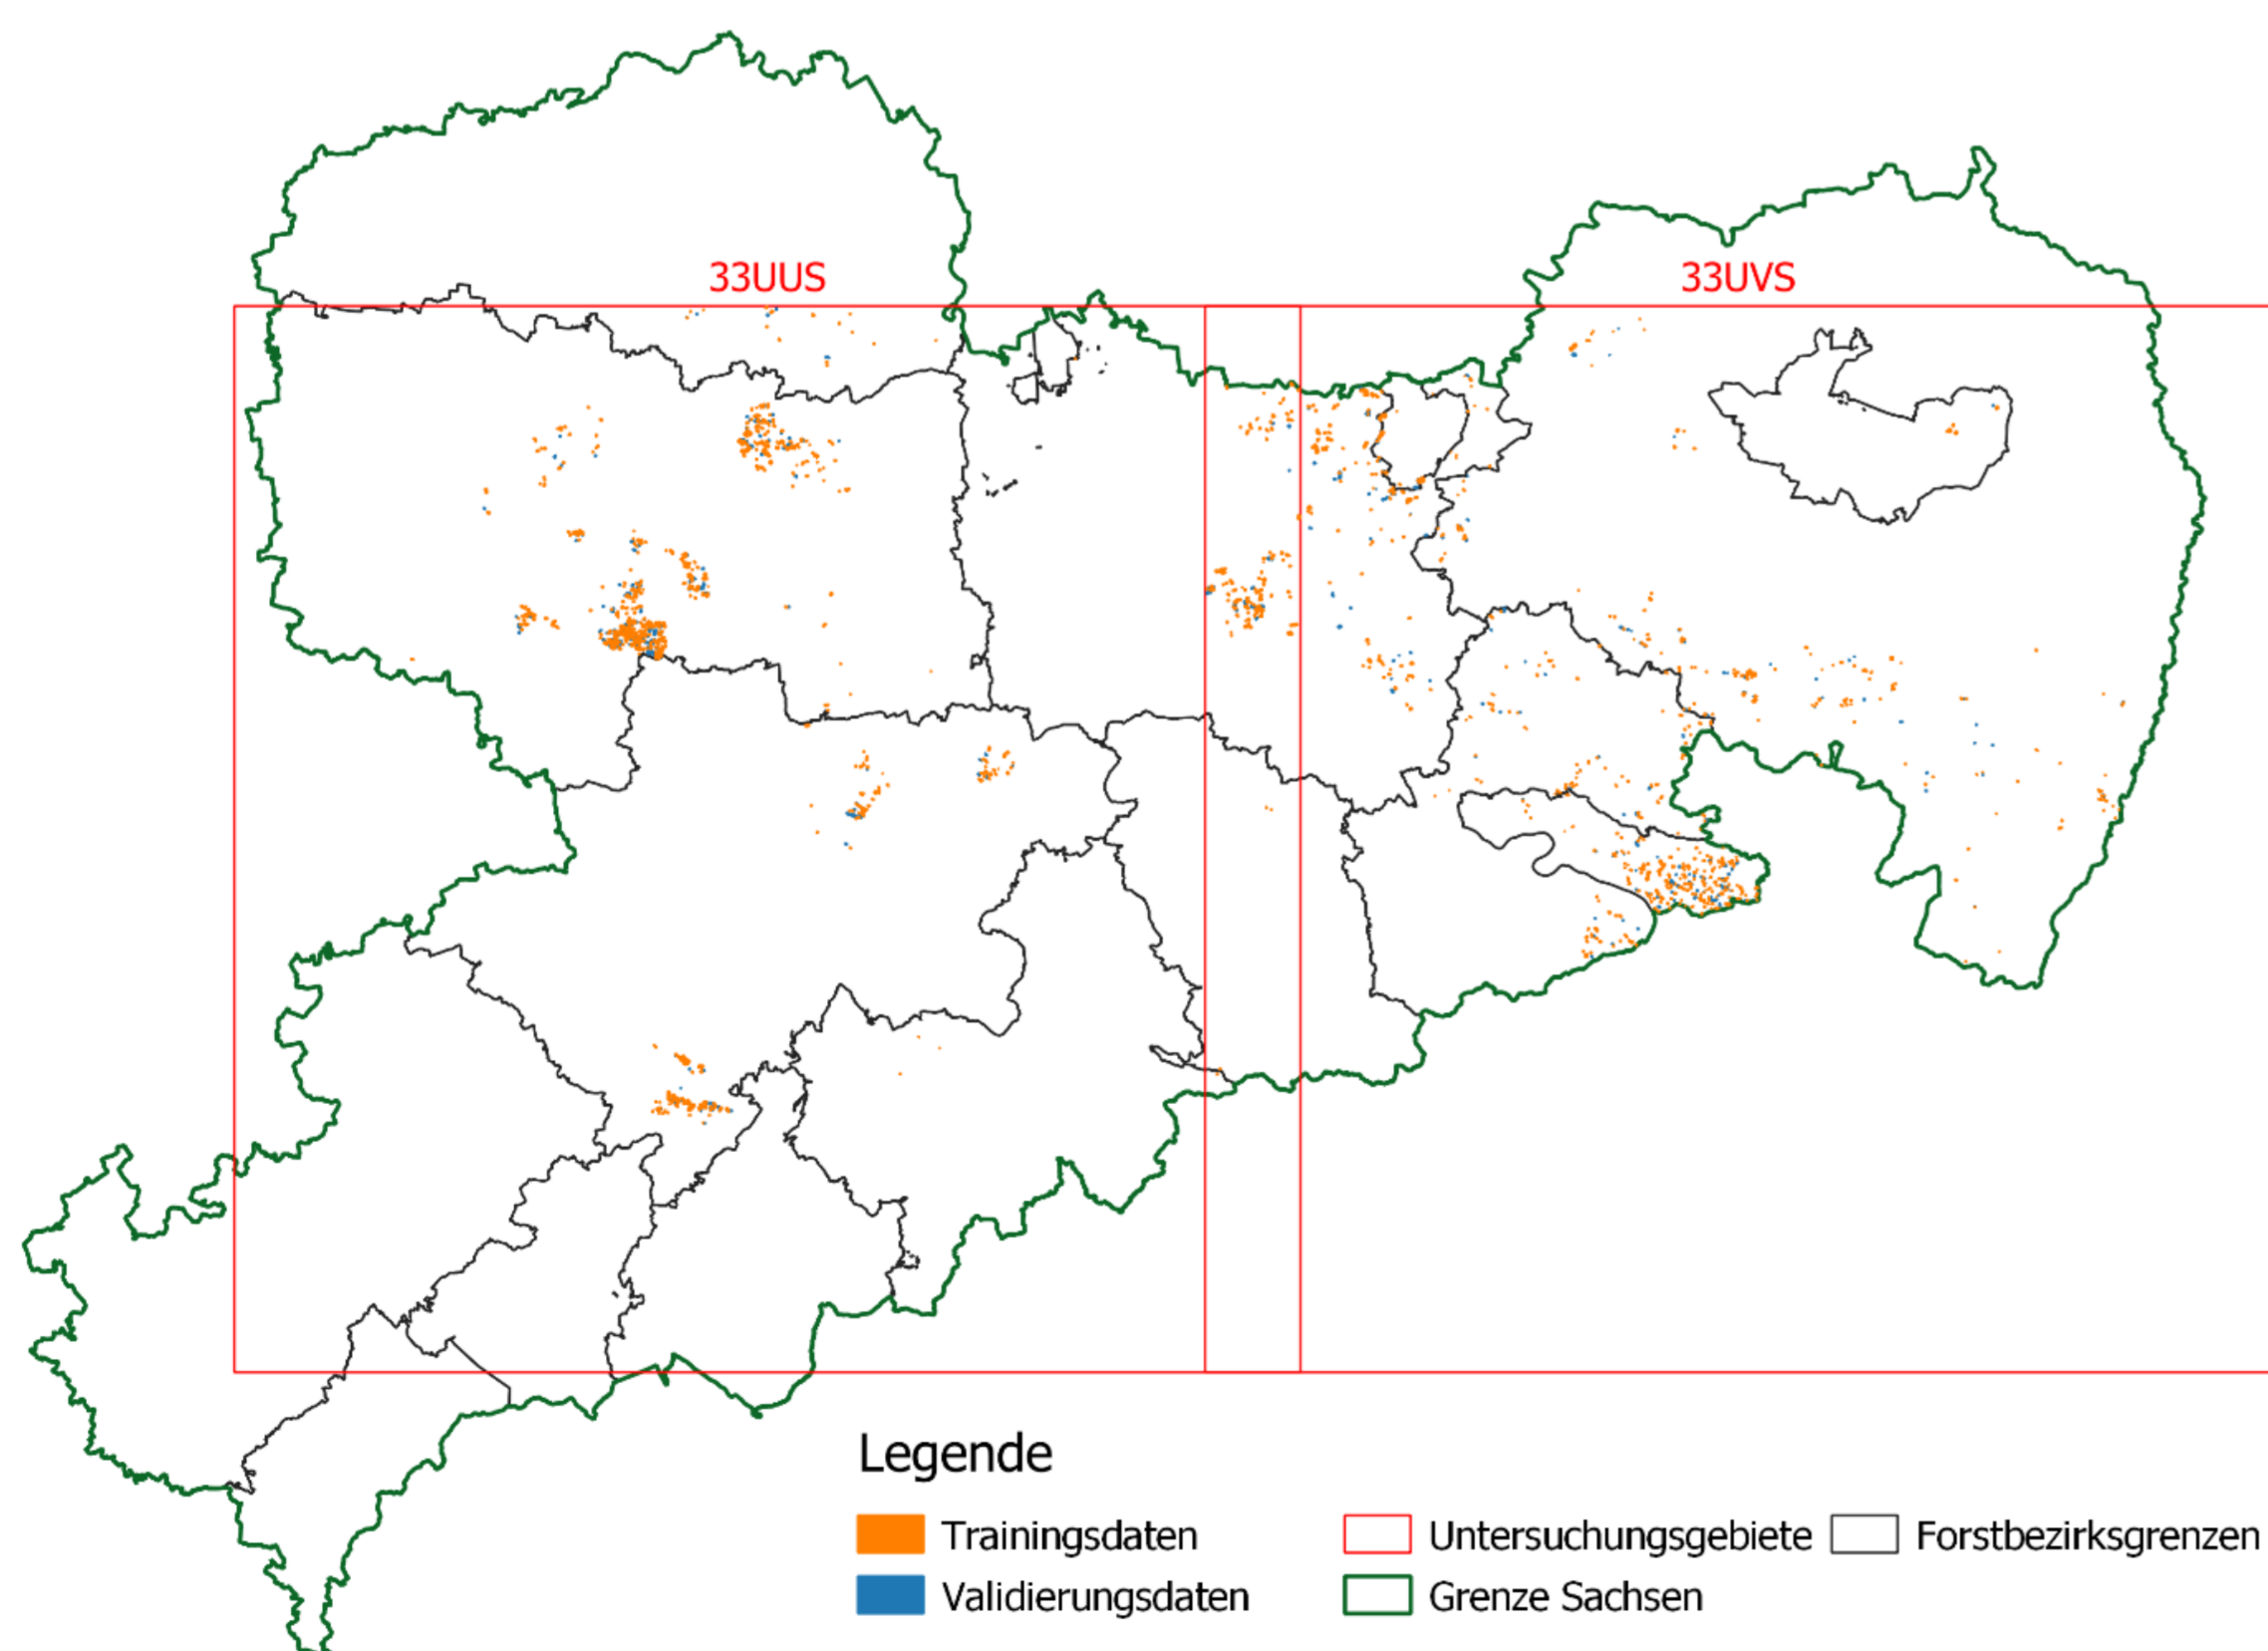 33UUS
33UVS
Legende
Trainingsdaten
Untersuchungsgebiete
Forstbezirksgrenzen
Validierungsdaten
Grenze Sachsen